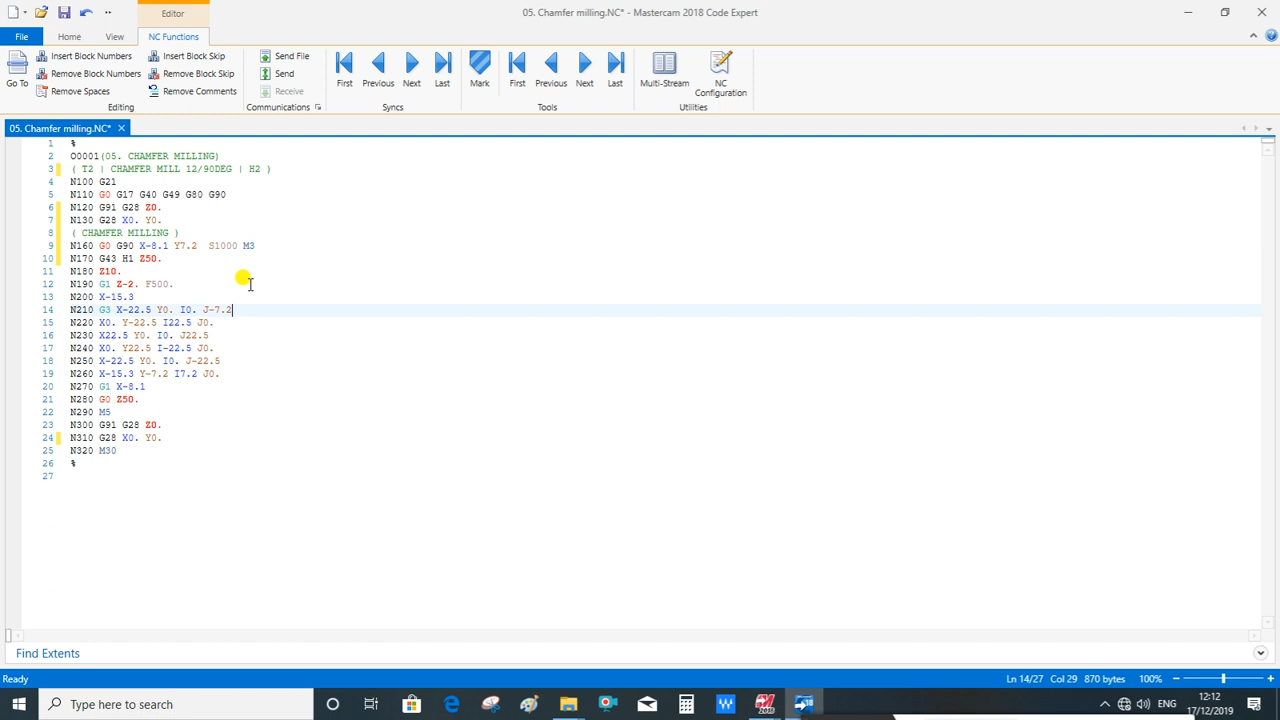 Editor
05. Chamfer milling.NC* - Mastercam 2018 Code Expert
File
Home
View
NC Functions
Go To
Insert Block Numbers
Remove Block Numbers
Remove Spaces
Insert Block Skip
Remove Block Skip
Remove Comments
Editing
Send File
Send
Receive
Communications
First
Previous
Next
Last
Syncs
Mark
First
Previous
Next
Last
Tools
Multi-Stream
NC
Configuration
Utilities
05. Chamfer milling.NC*
1 %
2 O0001(05. CHAMFER MILLING)
3 ( T2 | CHAMFER MILL 12/90DEG | H2 )
4 N100 G21
5 N110 G0 G17 G40 G49 G80 G90
6 N120 G91 G28 Z0.
7 N130 G28 X0. Y0.
8 ( CHAMFER MILLING )
9 N160 G0 G90 X-8.1 Y7.2  S1000 M3
10 N170 G43 H1 Z50.
11 N180 Z10.
12 N190 G1 Z-2. F500.
13 N200 X-15.3
14 N210 G3 X-22.5 Y0. I0. J-7.2
15 N220 X0. Y-22.5 I22.5 J0.
16 N230 X22.5 Y0. I0. J22.5
17 N240 X0. Y22.5 I-22.5 J0.
18 N250 X-22.5 Y0. I0. J-22.5
19 N260 X-15.3 Y-7.2 I7.2 J0.
20 N270 G1 X-8.1
21 N280 G0 Z50.
22 N290 M5
23 N300 G91 G28 Z0.
24 N310 G28 X0. Y0.
25 N320 M30
26 %
27
Find Extents
Ready
Ln 14/27 Col 29 870 bytes 100%
Type here to search
ENG
12:12
17/12/2019